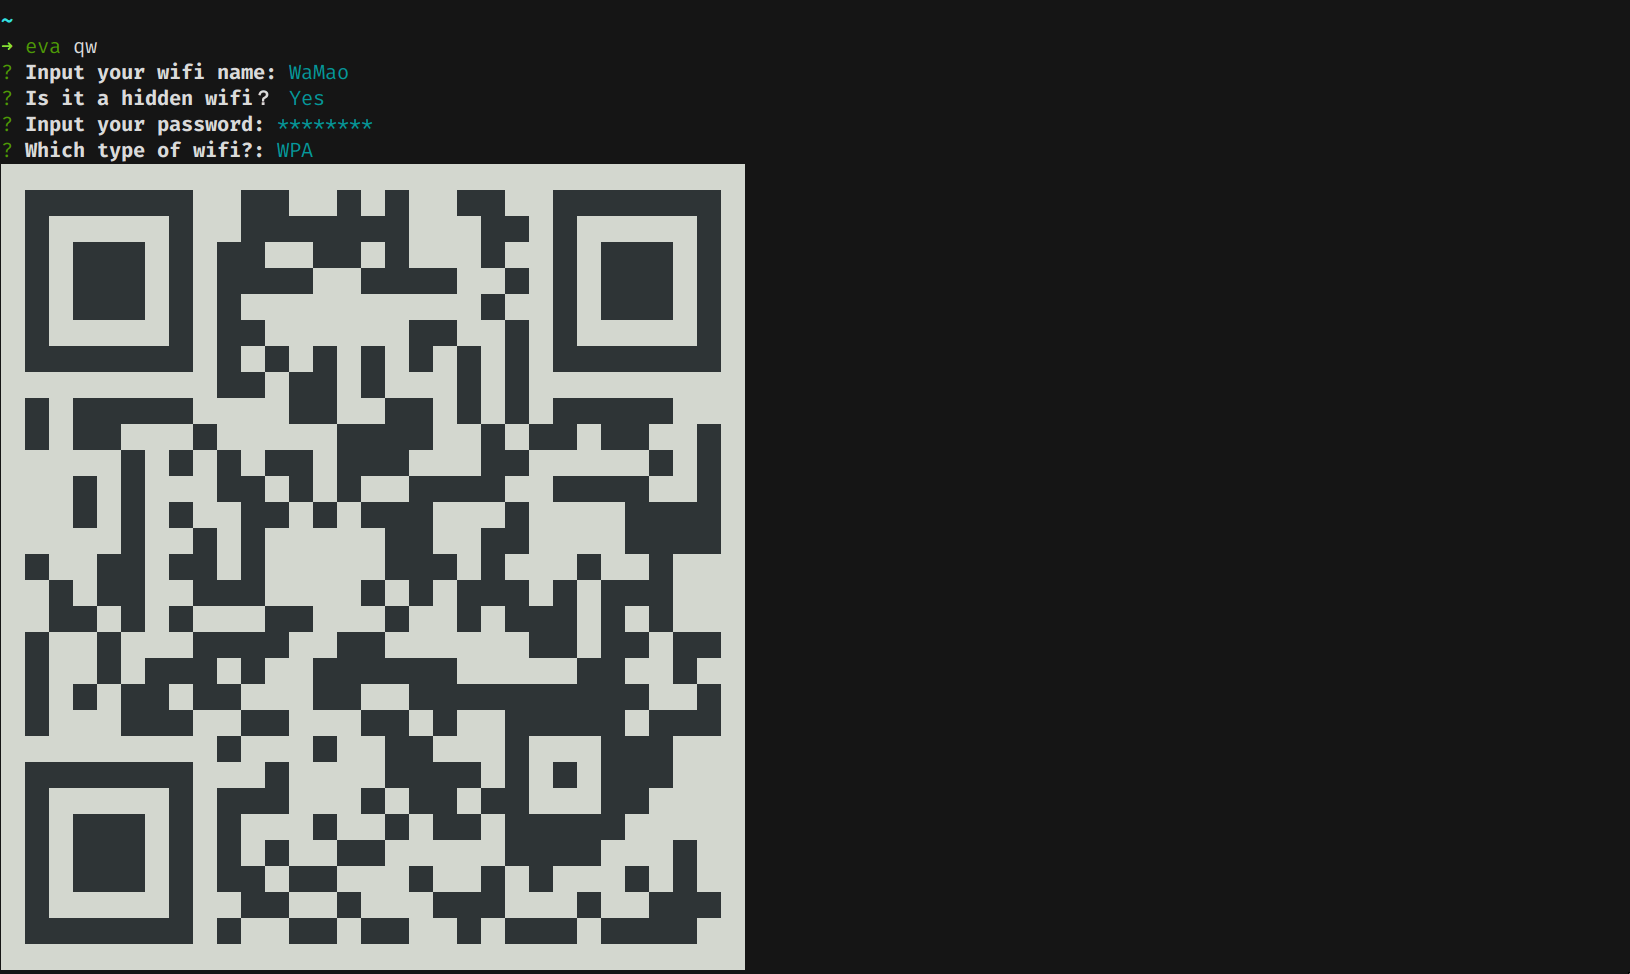 ~
➜ eva qw
? Input your wifi name: WaMao
? Is it a hidden wifi? Yes
? Input your password: ********
? Which type of wifi?: WPA